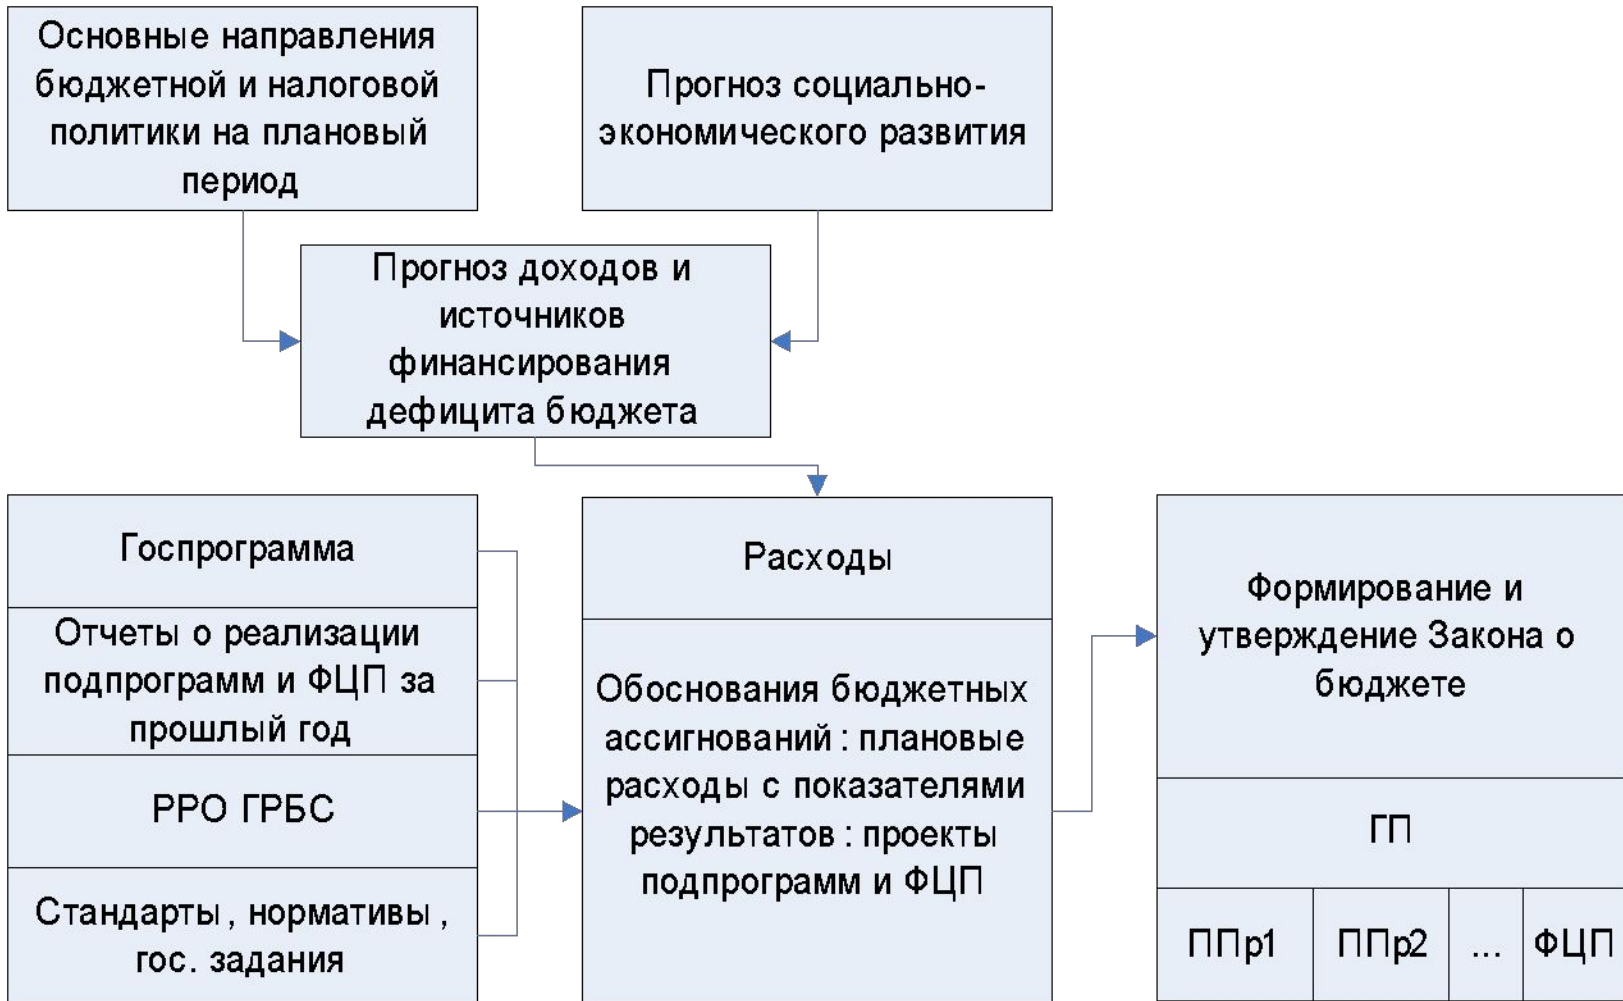 Основные направления
бюджетной и налоговой
политики на плановый
период
Прогноз социально-
экономического развития
Прогноз доходов и
источников
финансирования
дефицита бюджета
Госпрограмма
Отчеты о реализации
подпрограмм и ФЦП за
прошлый год
РРО ГРБС
Стандарты, нормативы,
гос. задания
Расходы
Обоснования бюджетных
ассигнований : плановые
расходы с показателями
результатов : проекты
подпрограмм и ФЦП
Формирование и
утверждение Закона о
бюджете
ГП
ППр1
ППр2
...
ФЦП